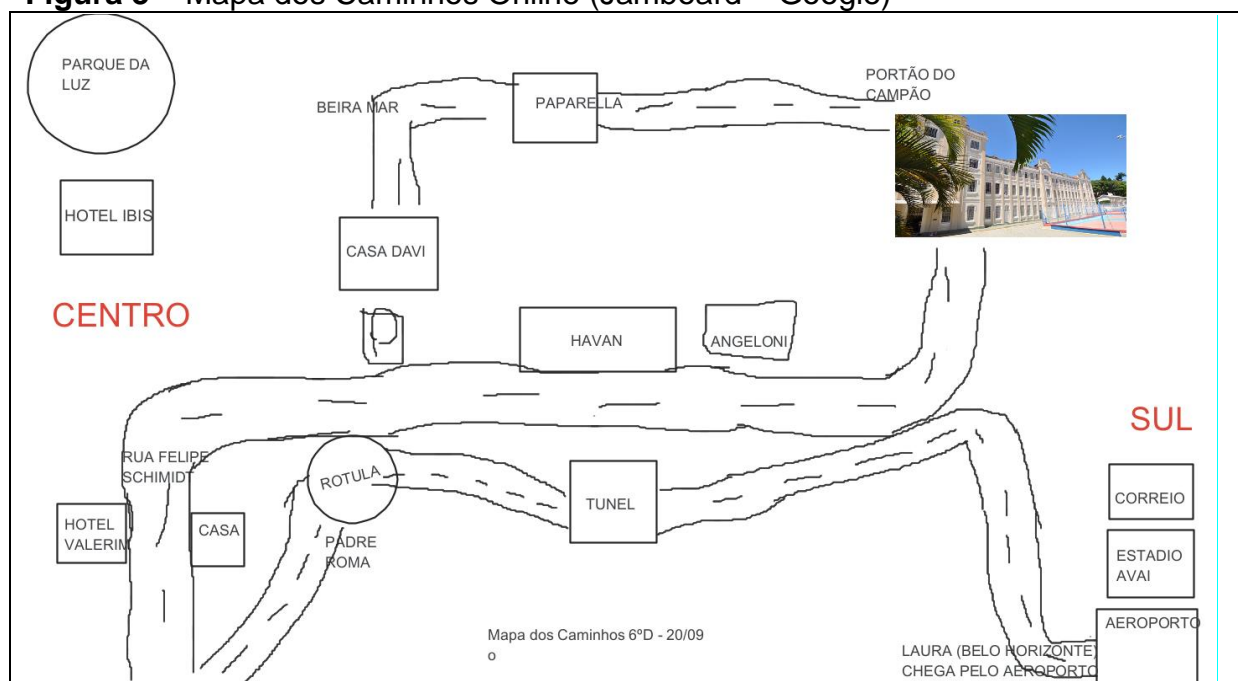 Figura – Mapa dos Caminhos Online (Jamboard – Google)
PARQUE DA
LUZ
PORTÃO DO
CAMPÃO
BEIRA MAR
PAPARELLA
HOTEL IBIS
CASA DAVI
CENTRO
P
HAVAN
ANGELONI
SUL
RUA FELIPE
SCHIMIDT
ROTULA
TUNEL
CORREIO
HOTEL
VALERIM
CASA
PADRE
ROMA
ESTADIO
AVAI
AEROPORTO
Mapa dos Caminhos 6ºD - 20/09
o
LAURA (BELO HORIZONTE)
CHEGA PELO AEROPORTO